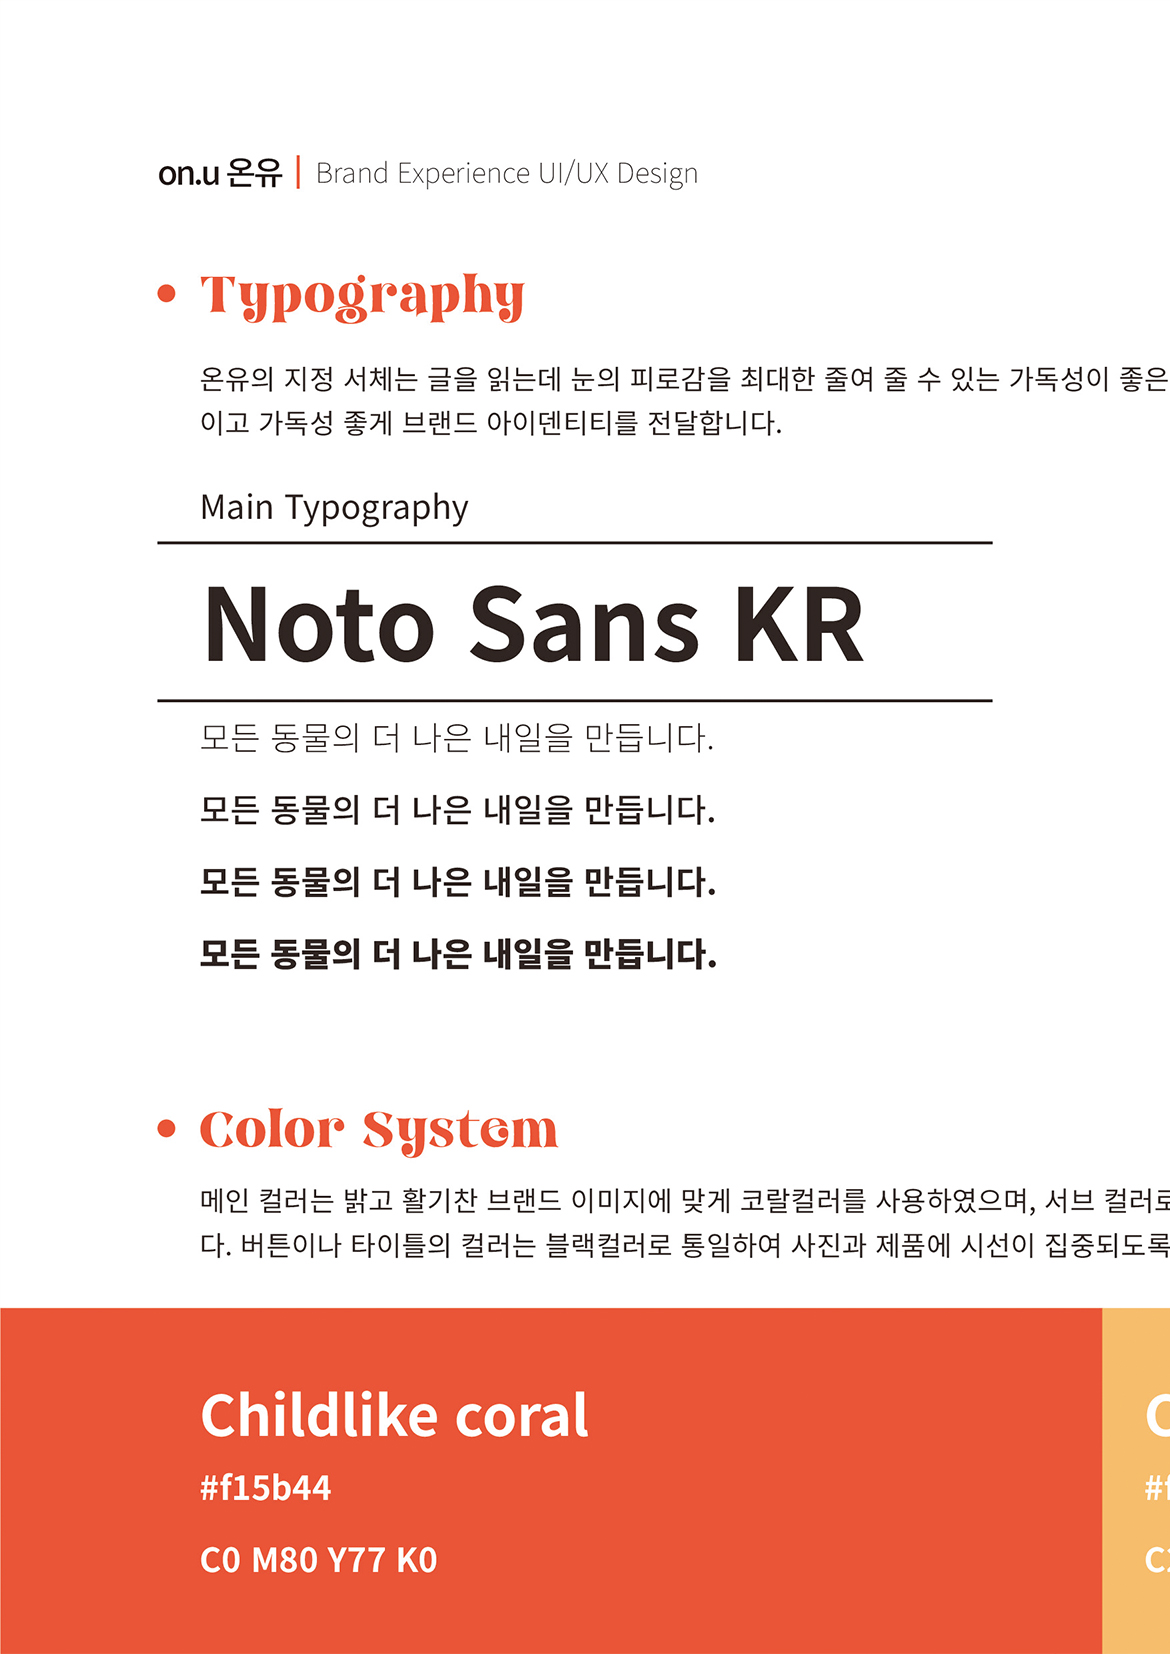 on.u 온유 | Brand Experience UI/UX Design
Typography
온유의 지정 서체는 글을 읽는데 눈의 피로감을 최대한 줄여 줄 수 있는 가독성이 좋은
이고 가독성 좋게 브랜드 아이덴티티를 전달합니다.
Main Typography
Noto Sans KR
모든 동물의 더 나은 내일을 만듭니다.
모든 동물의 더 나은 내일을 만듭니다.
모든 동물의 더 나은 내일을 만듭니다.
모든 동물의 더 나은 내일을 만듭니다.
Color System
메인 컬러는 밝고 활기찬 브랜드 이미지에 맞게 코랄컬러를 사용하였으며, 서브 컬러로
다. 버튼이나 타이틀의 컬러는 블랙컬러로 통일하여 사진과 제품에 시선이 집중되도록
Childlike coral
#f15b44
C0 M80 Y77 K0